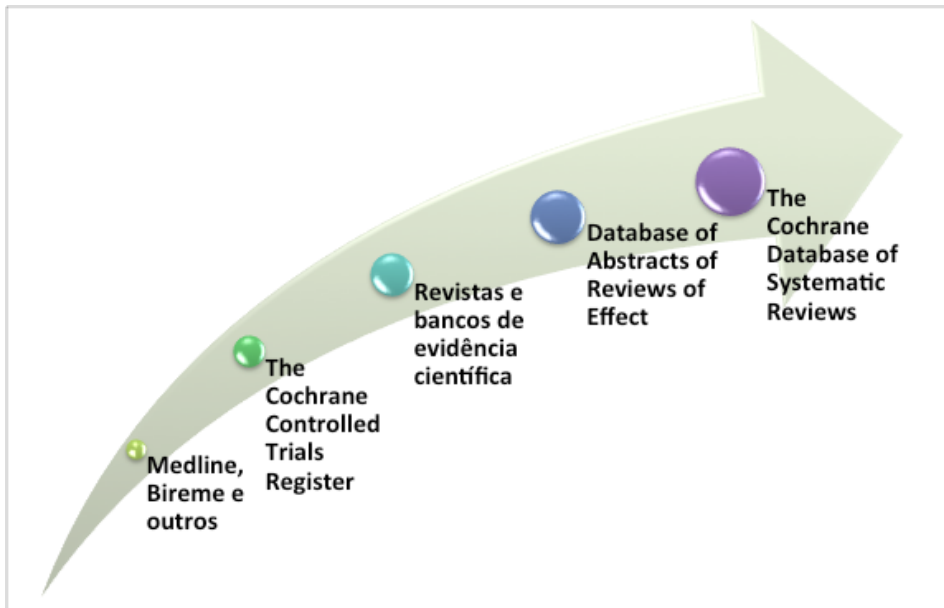 Medline,
Bireme e
outros
The
Cochrane
Controlled
Trials
Register
Revistas e
bancos de
evidência
científica
Database of
Abstracts of
Reviews of
Effect
The
Cochrane
Database of
Systematic
Reviews